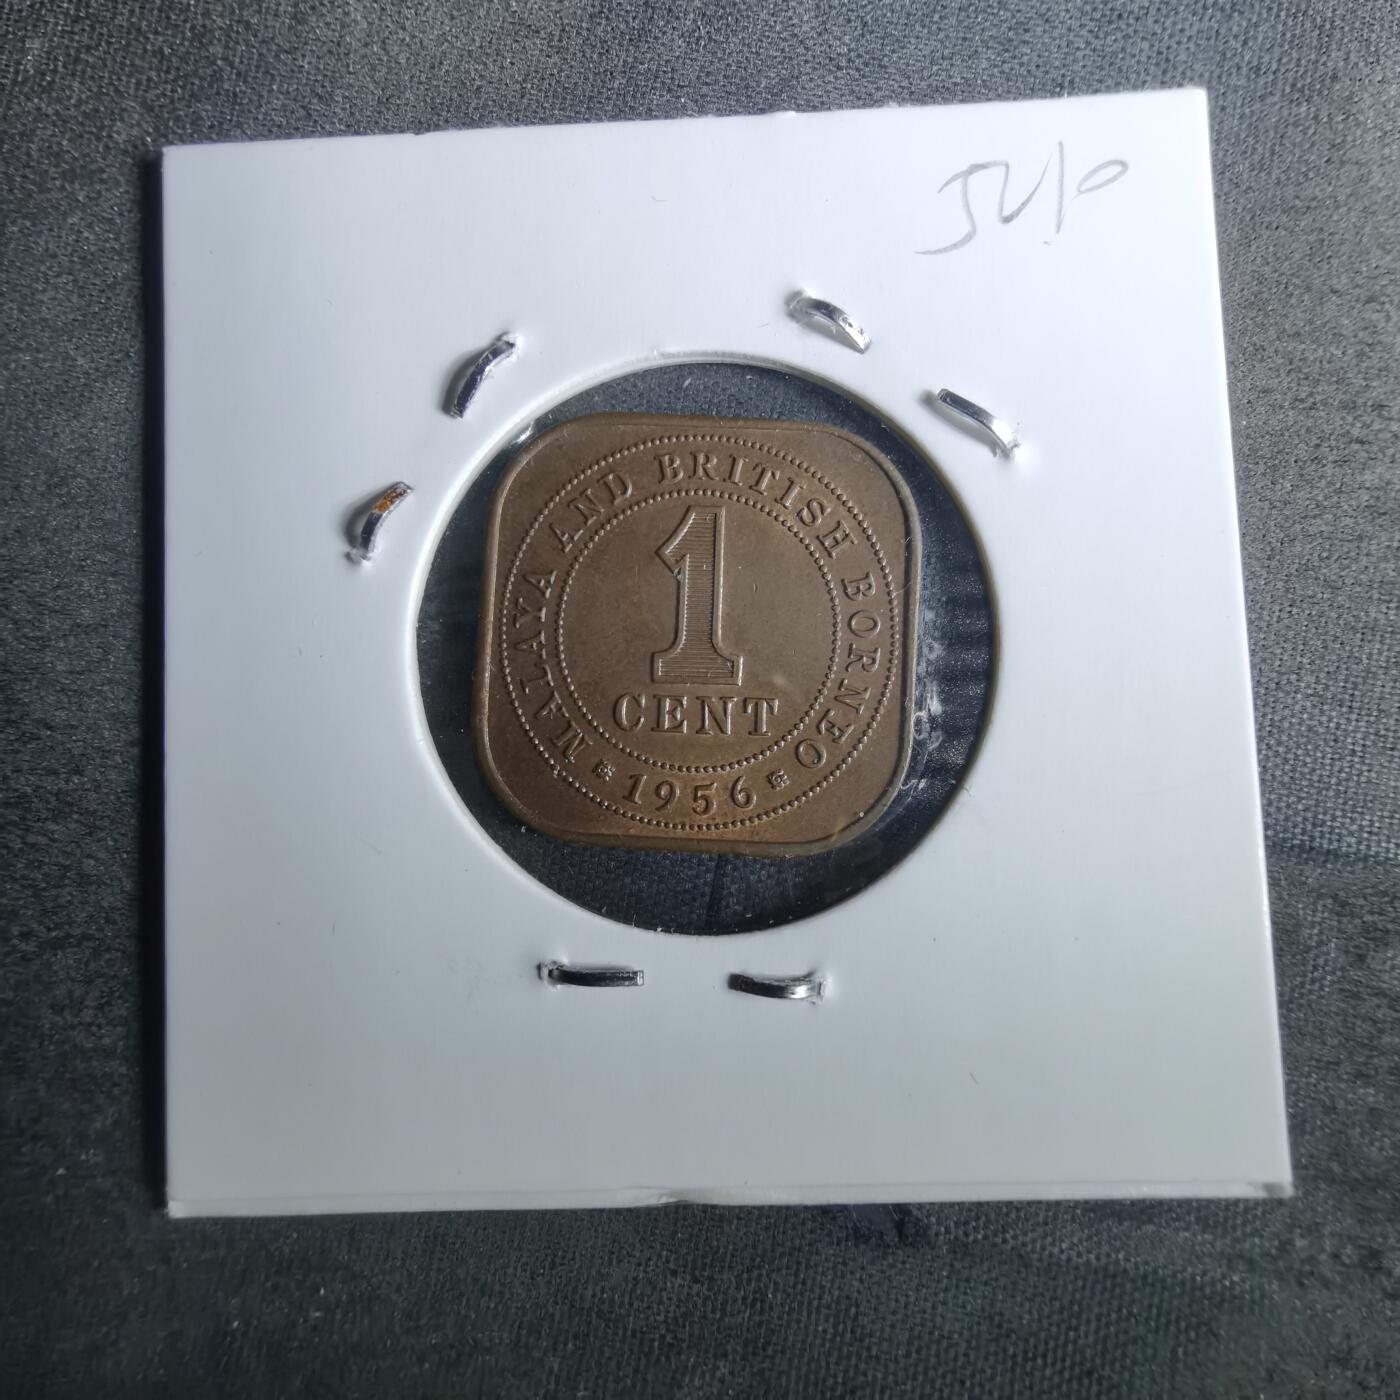 MALAYA AND BRITISH BORNEO
1
CENT
1956